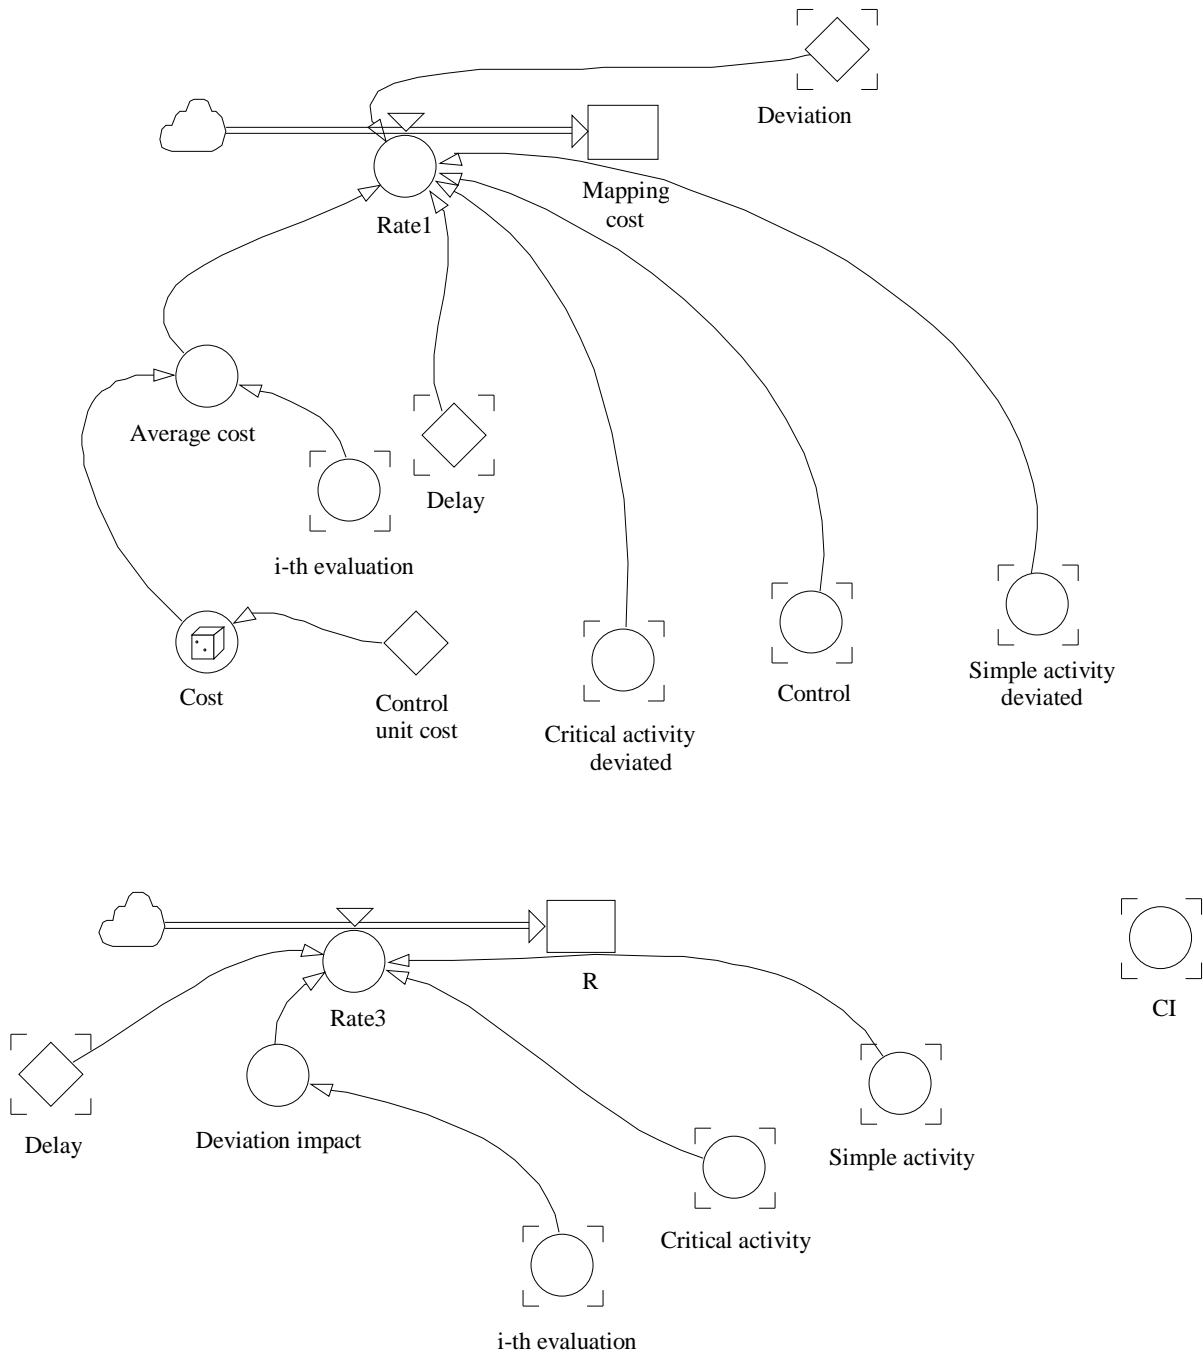 Deviation
Mapping
cost
Rate1
Average cost
Delay
i-th evaluation
Cost
Control
unit cost
Critical activity
deviated
Control
Simple activity
deviated
R
CI
Rate3
Delay
Deviation impact
Simple activity
Critical activity
i-th evaluation